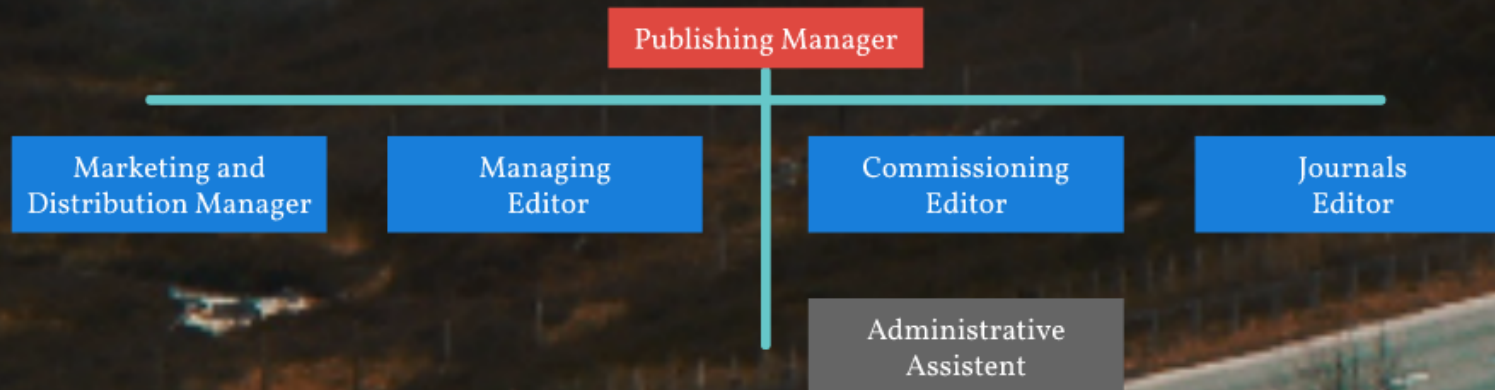 Publishing Manager
Marketing and
Distribution Manager
Managing
Editor
Commissioning
Editor
Journals
Editor
Administrative
Assistent